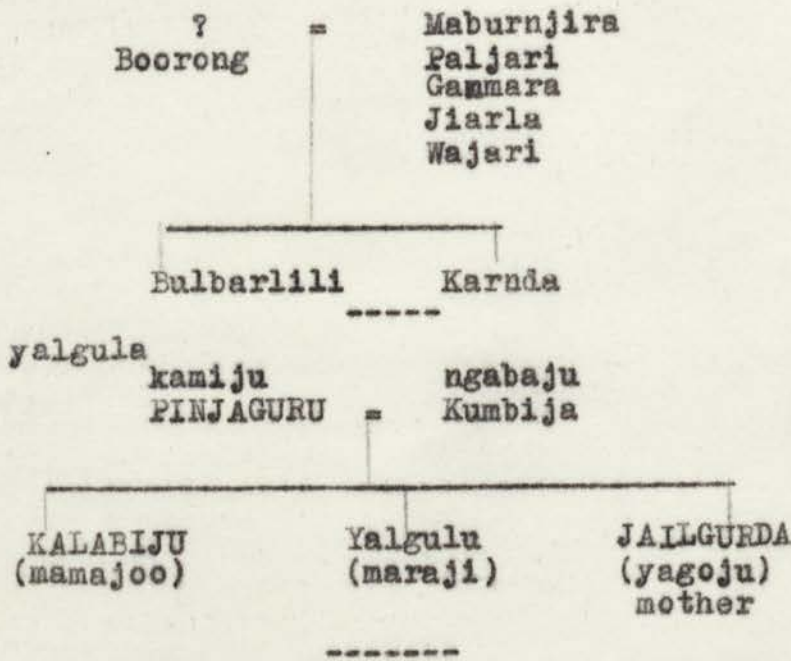 ? = Maburnjira
Boorong Paljari
Gammara
Jiarla
Wajari
Bulbarlili Karnda
-----
yalgula
kamiju ngabaju
PINJAGURU = Kumbija
KALABIJU Yalgulu JAILGURDA
(mamajoo) (maraji) (yagoju)
mother
-------